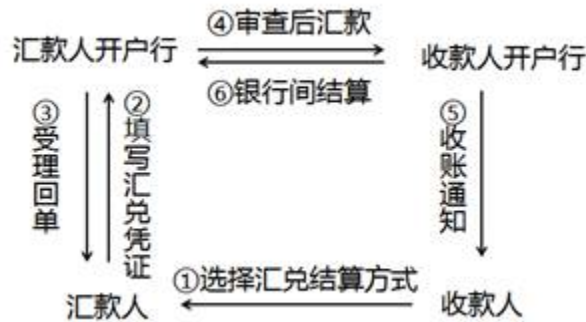 ④审查后汇款
汇款人开户行
收款人开户行
⑥银行间结算
③受理回单
②填写汇兑凭证
⑤收账通知
①选择汇兑结算方式
汇款人
收款人